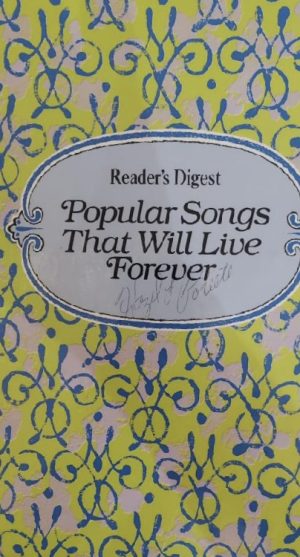 Reader's Digest
Popular Songs
That Will Live
Forever